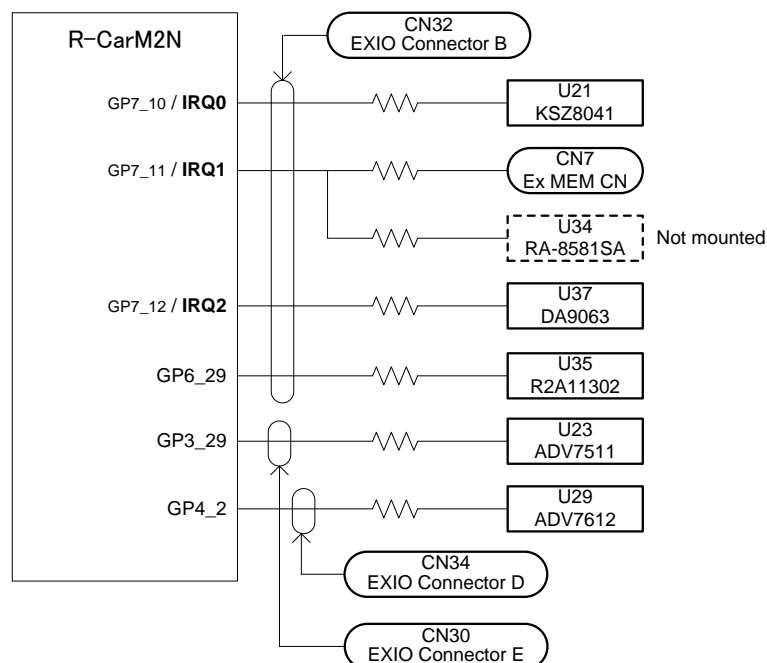 R-CarM2N
CN32
EXIO Connector B
GP7_10 / IRQ0
U21
KSZ8041
GP7_11 / IRQ1
CN7
Ex MEM CN
U34
RA-8581SA
Not mounted
GP7_12 / IRQ2
U37
DA9063
GP6_29
U35
R2A11302
GP3_29
U23
ADV7511
GP4_2
U29
ADV7612
CN34
EXIO Connector D
CN30
EXIO Connector E